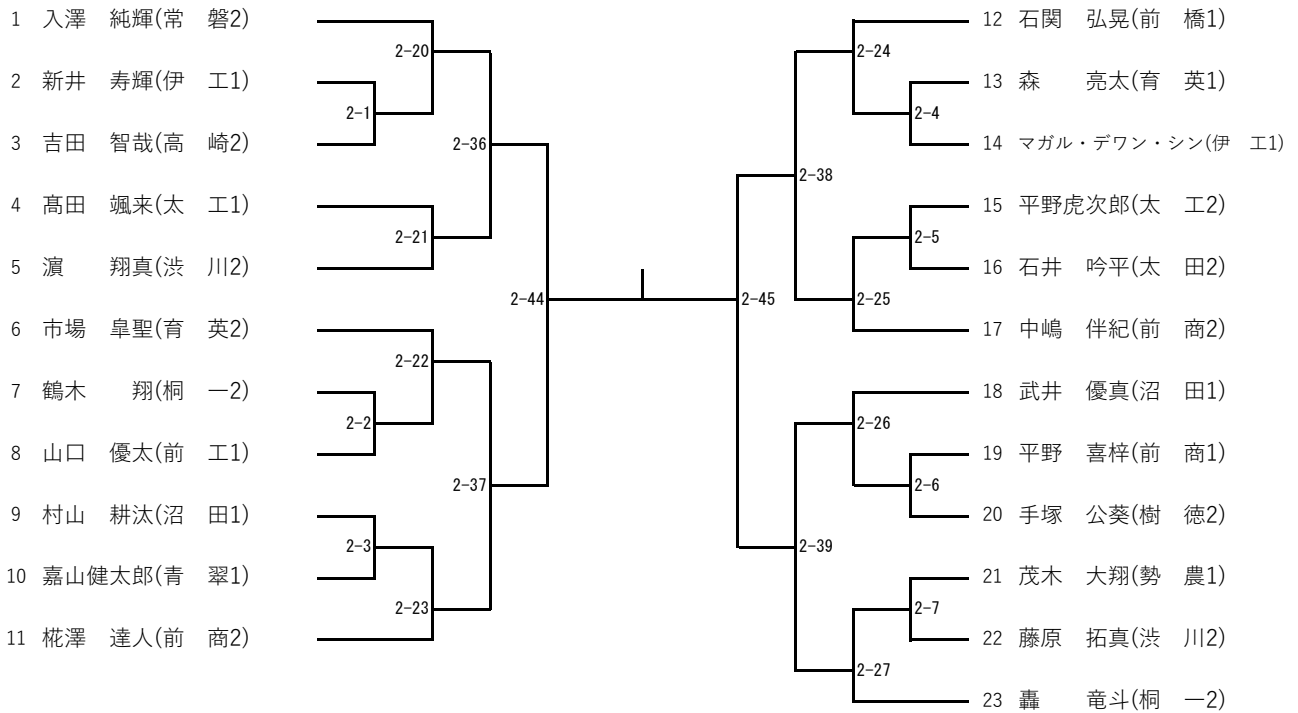 1 入澤 純輝(常 磐2)
2 新井 寿輝(伊 工1)
3 吉田 智哉(高 崎2)
4 髙田 颯来(太 工1)
5 濵 翔真(渋 川2)
6 市場 皐聖(育 英2)
7 鶴木 翔(桐 一2)
8 山口 優太(前 工1)
9 村山 耕汰(沼 田1)
10 嘉山健太郎(青 翠1)
11 椛澤 達人(前 商2)
2-20
2-1
2-36
2-21
2-44
2-22
2-2
2-37
2-3
2-23
2-24
2-4
2-38
2-5
2-45
2-25
2-26
2-6
2-39
2-7
2-27
12 石関 弘晃(前 橋1)
13 森 亮太(育 英1)
14 マガル・デワン・シン(伊 工1)
15 平野虎次郎(太 工2)
16 石井 吟平(太 田2)
17 中嶋 伴紀(前 商2)
18 武井 優真(沼 田1)
19 平野 喜梓(前 商1)
20 手塚 公葵(樹 徳2)
21 茂木 大翔(勢 農1)
22 藤原 拓真(渋 川2)
23 轟 竜斗(桐 一2)